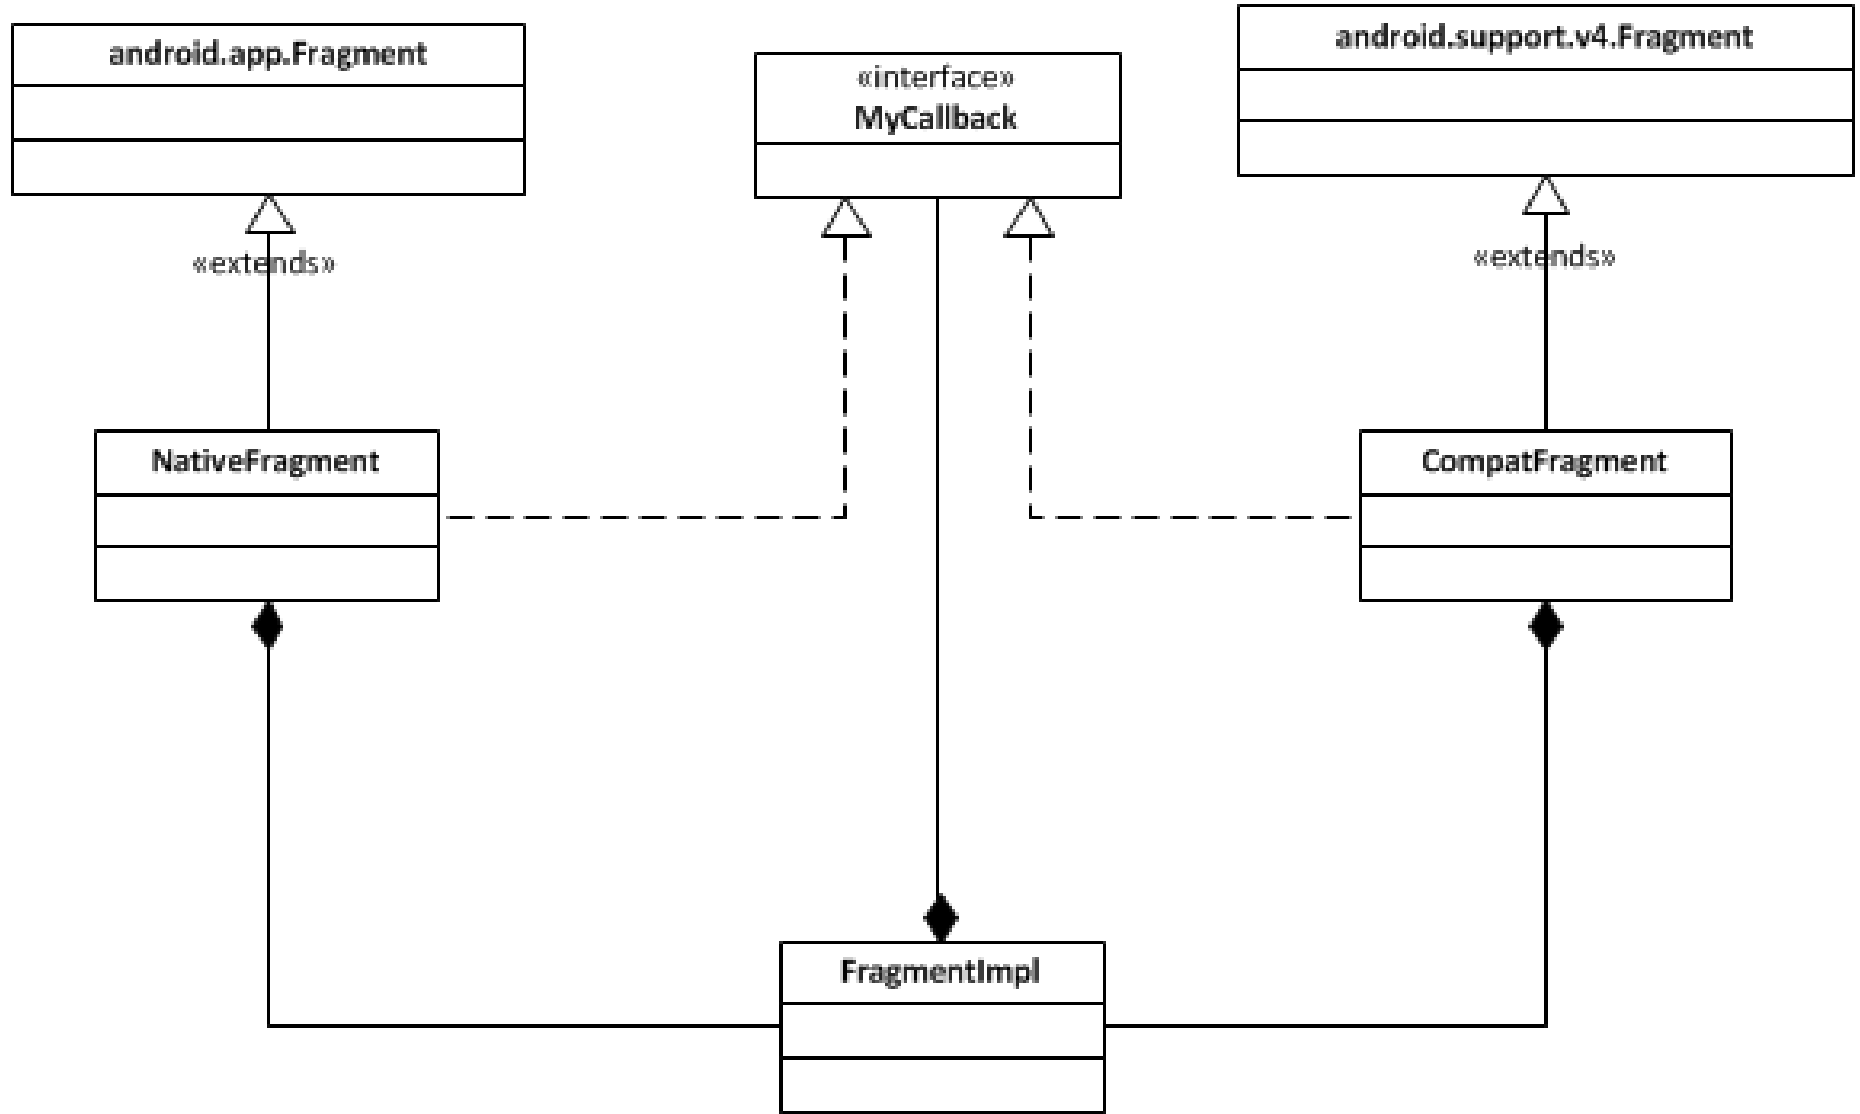 android.app.Fragment
«interface»
MyCallback
android.support.v4.Fragment
«extends»
«extends»
NativeFragment
CompatFragment
FragmentImpl